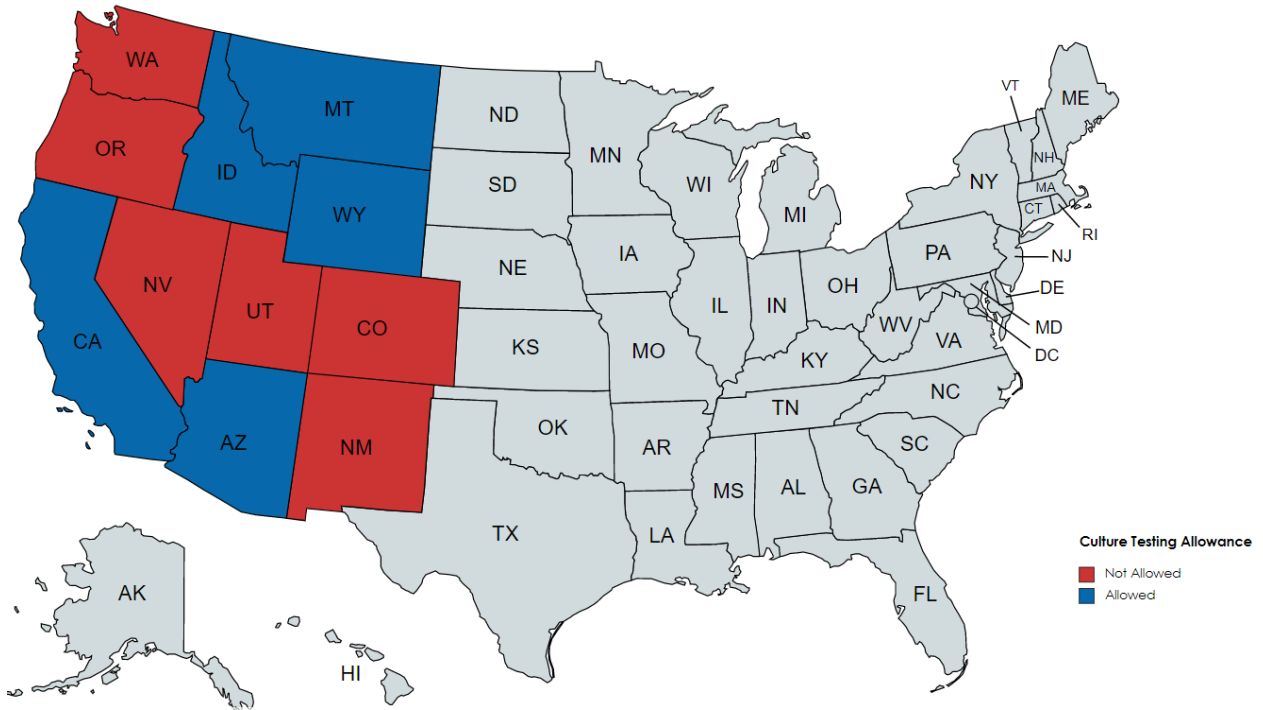 WA
MT
ND
VT
ME
OR
MN
ID
SD
WI
NH
NY
MA
WY
MI
CT
RI
IA
PA
NJ
NE
NV
OH
DE
UT
IL
IN
CO
WV
MD
CA
KS
MO
VA
DC
KY
NC
TN
AZ
NM
OK
AR
SC
MS
AL
GA
TX
LA
Culture Testing Allowance
Not Allowed
Allowed
AK
FL
HI